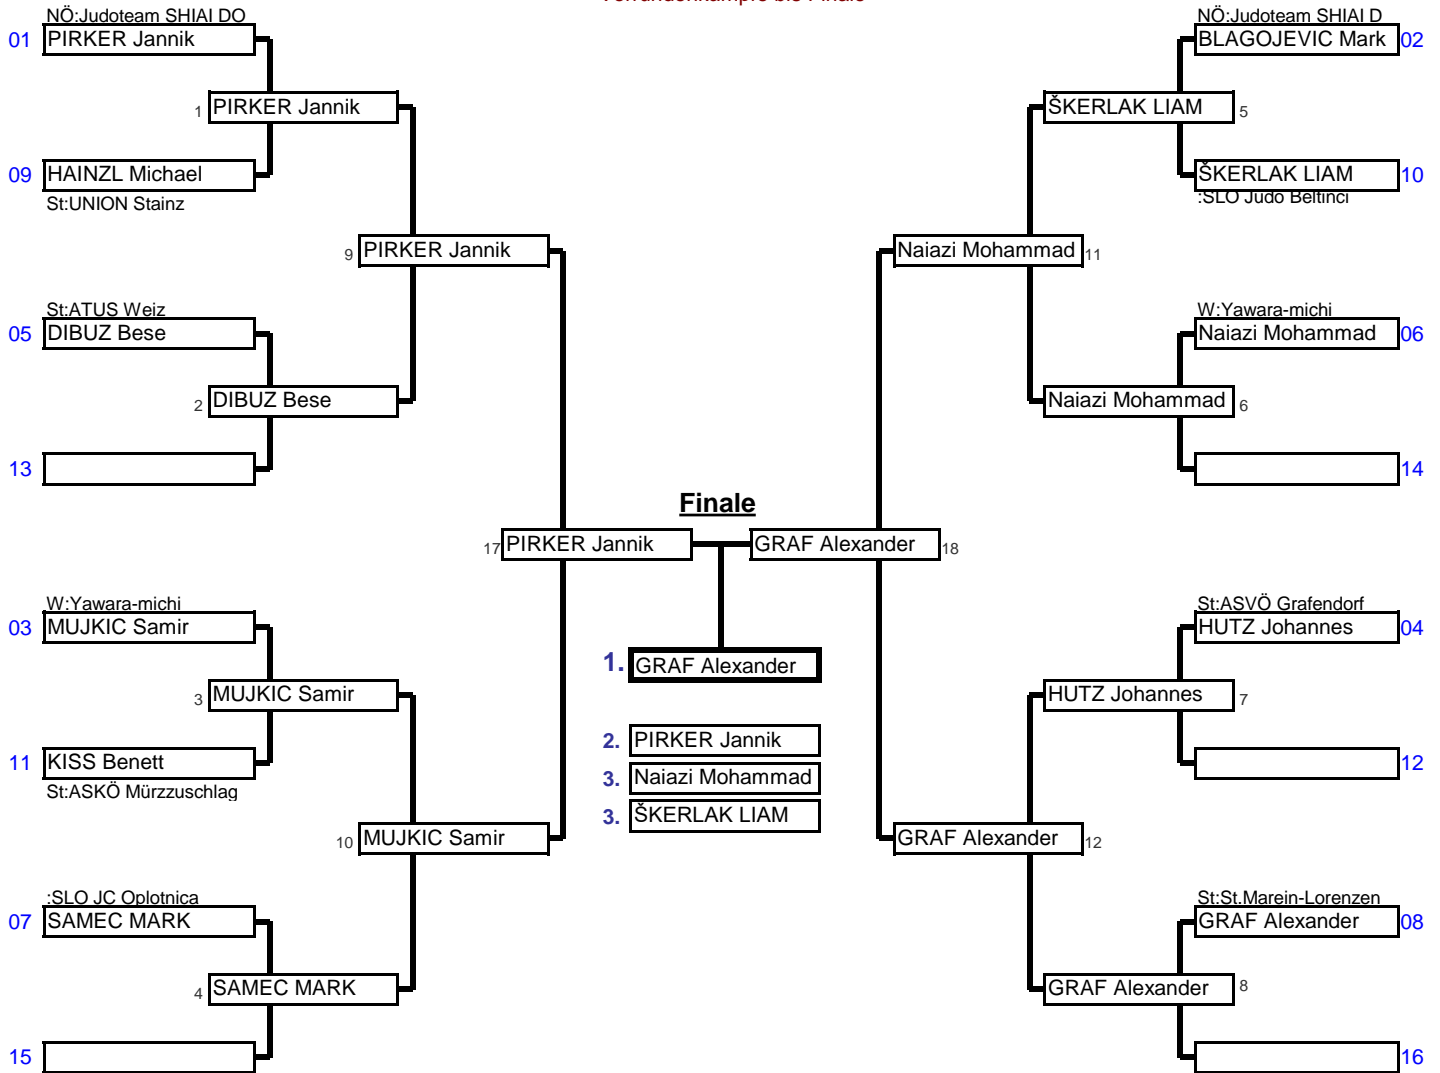 Vorrundenkämpfe bis Finale
NÖ:Judoteam SHIAI DO
01 PIRKER Jannik
1 PIRKER Jannik
09 HAINZL Michael
St:UNION Stainz
9 PIRKER Jannik
St:ATUS Weiz
05 DIBUZ Bese
2 DIBUZ Bese
13
17 PIRKER Jannik
W:Yawara-michi
03 MUJKIC Samir
3 MUJKIC Samir
11 KISS Benett
St:ASKÖ Mürzzuschlag
10 MUJKIC Samir
:SLO JC Oplotnica
07 SAMEC MARK
4 SAMEC MARK
15
Finale
1. GRAF Alexander
2. PIRKER Jannik
3. Naiazi Mohammad
3. ŠKERLAK LIAM
NÖ:Judoteam SHIAI D
BLAGOJEVIC Mark 02
ŠKERLAK LIAM 5
ŠKERLAK LIAM 10
:SLO Judo Beltinci
Naiazi Mohammad 11
W:Yawara-michi
Naiazi Mohammad 06
Naiazi Mohammad 6
14
GRAF Alexander 18
St:ASVÖ Grafendorf
HUTZ Johannes 04
HUTZ Johannes 7
12
GRAF Alexander 12
St:St.Marein-Lorenzen
GRAF Alexander 08
GRAF Alexander 8
16